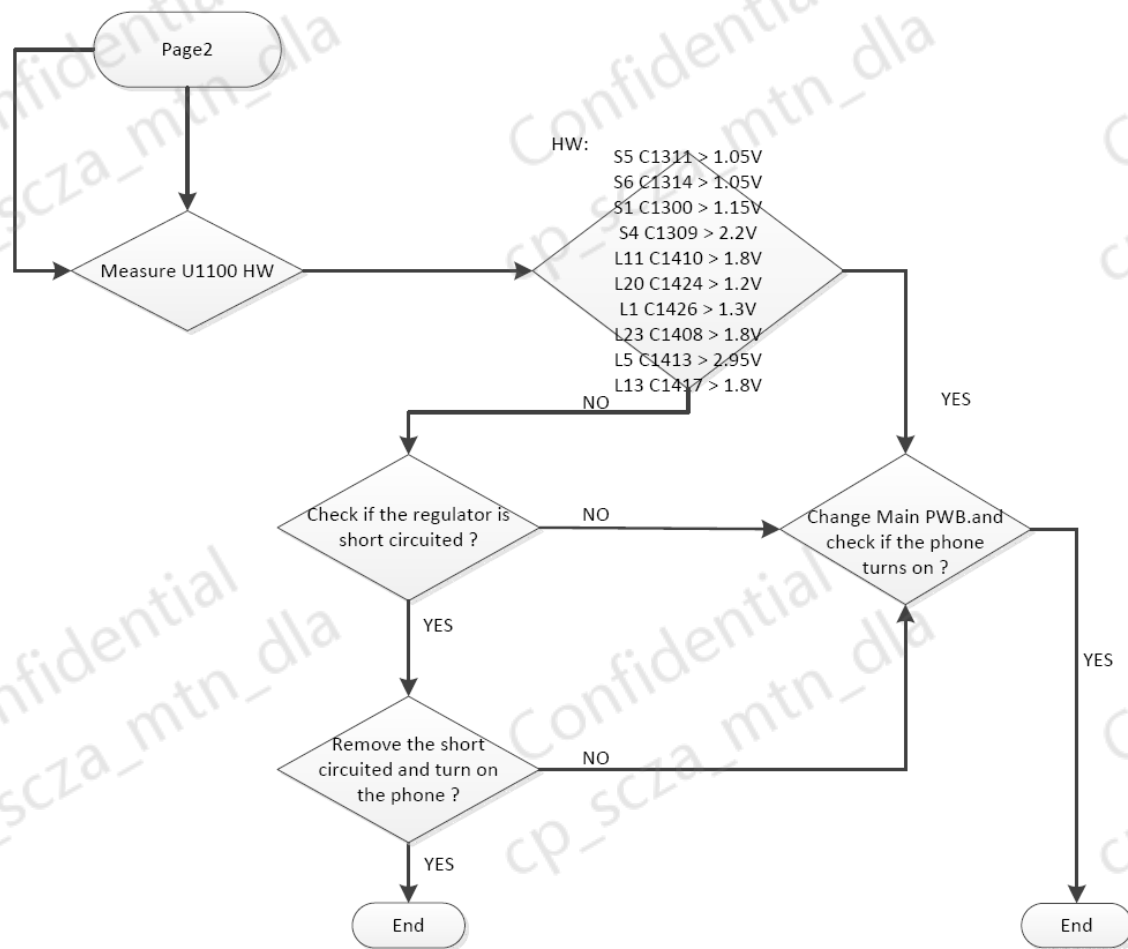 Page2
HW:
S5 C1311 > 1.05V
S6 C1314 > 1.05V
S1 C1300 > 1.15V
S4 C1309 > 2.2V
L11 C1410 > 1.8V
L20 C1424 > 1.2V
L1 C1426 > 1.3V
L23 C1408 > 1.8V
L5 C1413 > 2.95V
L13 C1417 > 1.8V
Measure U1100 HW
NO
YES
Check if the regulator is
short circuited ?
NO
Change Main PWB.and
check if the phone
turns on ?
YES
YES
Remove the short
circuited and turn on
the phone ?
NO
YES
End
End
Confidential
cp_scza_mtn_dla
Confidential
cp_scza_mtn_dla